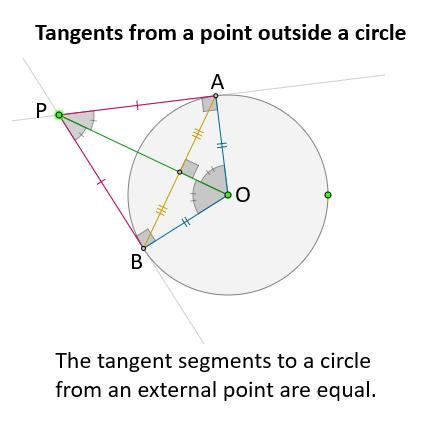 Tangents from a point outside a circle
A
P
O
B
The tangent segments to a circle
from an external point are equal.